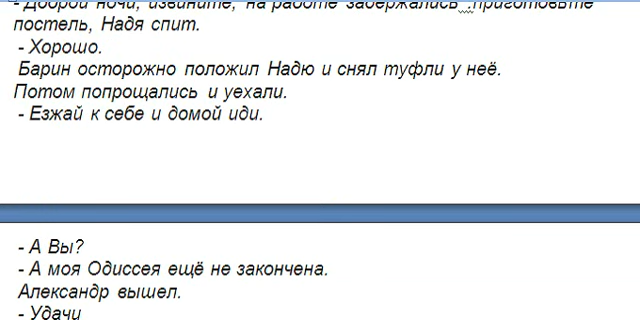 - Доброй ночи, извините, на работе задержались .приготовьте
постель, Надя спит.
- Хорошо.
Барин осторожно положил Надю и снял туфли у неё.
Потом попрощались и уехали.
- Езжай к себе и домой иди.
- А Вы?
- А моя Одиссея ещё не закончена.
Александр вышел.
- Удачи